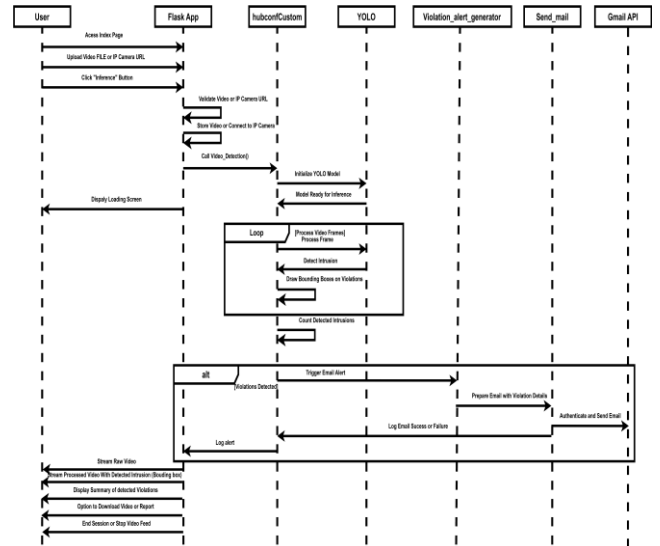 User
Flask App
hubconfCustom
YOLO
Violation_alert_generator
Send_mail
Gmail API
Acess Index Page
Upload Video FILE or IP Camera URL
Click "Inference" Button
Validate Video or IP Camera URL
Store Video or Connect to IP Camera
Call Video_Detection()
Initialize YOLO Model
Model Ready for Inference
Dispaly Loading Screen
Loop
[Process Video Frames]
Process Frame
Detect Intrusion
Draw Bounding Boxes on Violations
Count Detected Intrusions
alt
[Violations Detected]
Trigger Email Alert
Prepare Email with Violation Details
Authenticate and Send Email
Log Email Sucess or Failure
Log alert
Stream Raw Video
Stream Processed Video With Detected Intrusion (Bouding box)
Display Summary of detected Violations
Option to Download Video or Report
End Session or Stop Video Feed